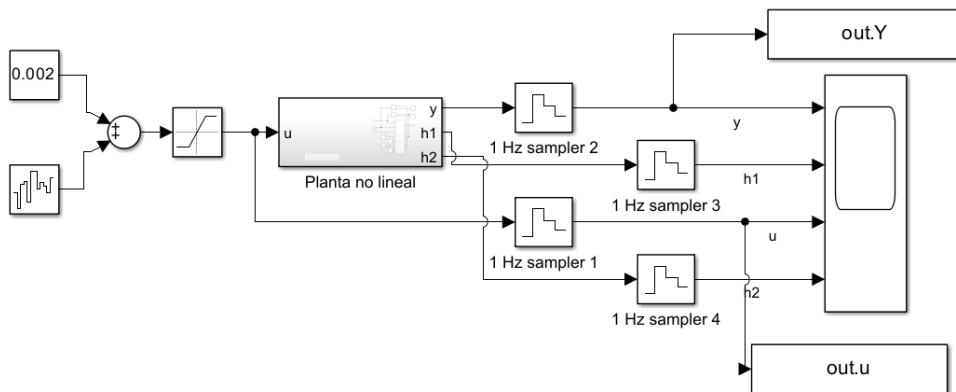 out.Y
0.002
+
+
u
y
h1
h2
Planta no lineal
1 Hz sampler 2
y
1 Hz sampler 3
h1
1 Hz sampler 1
u
1 Hz sampler 4
h2
out.u